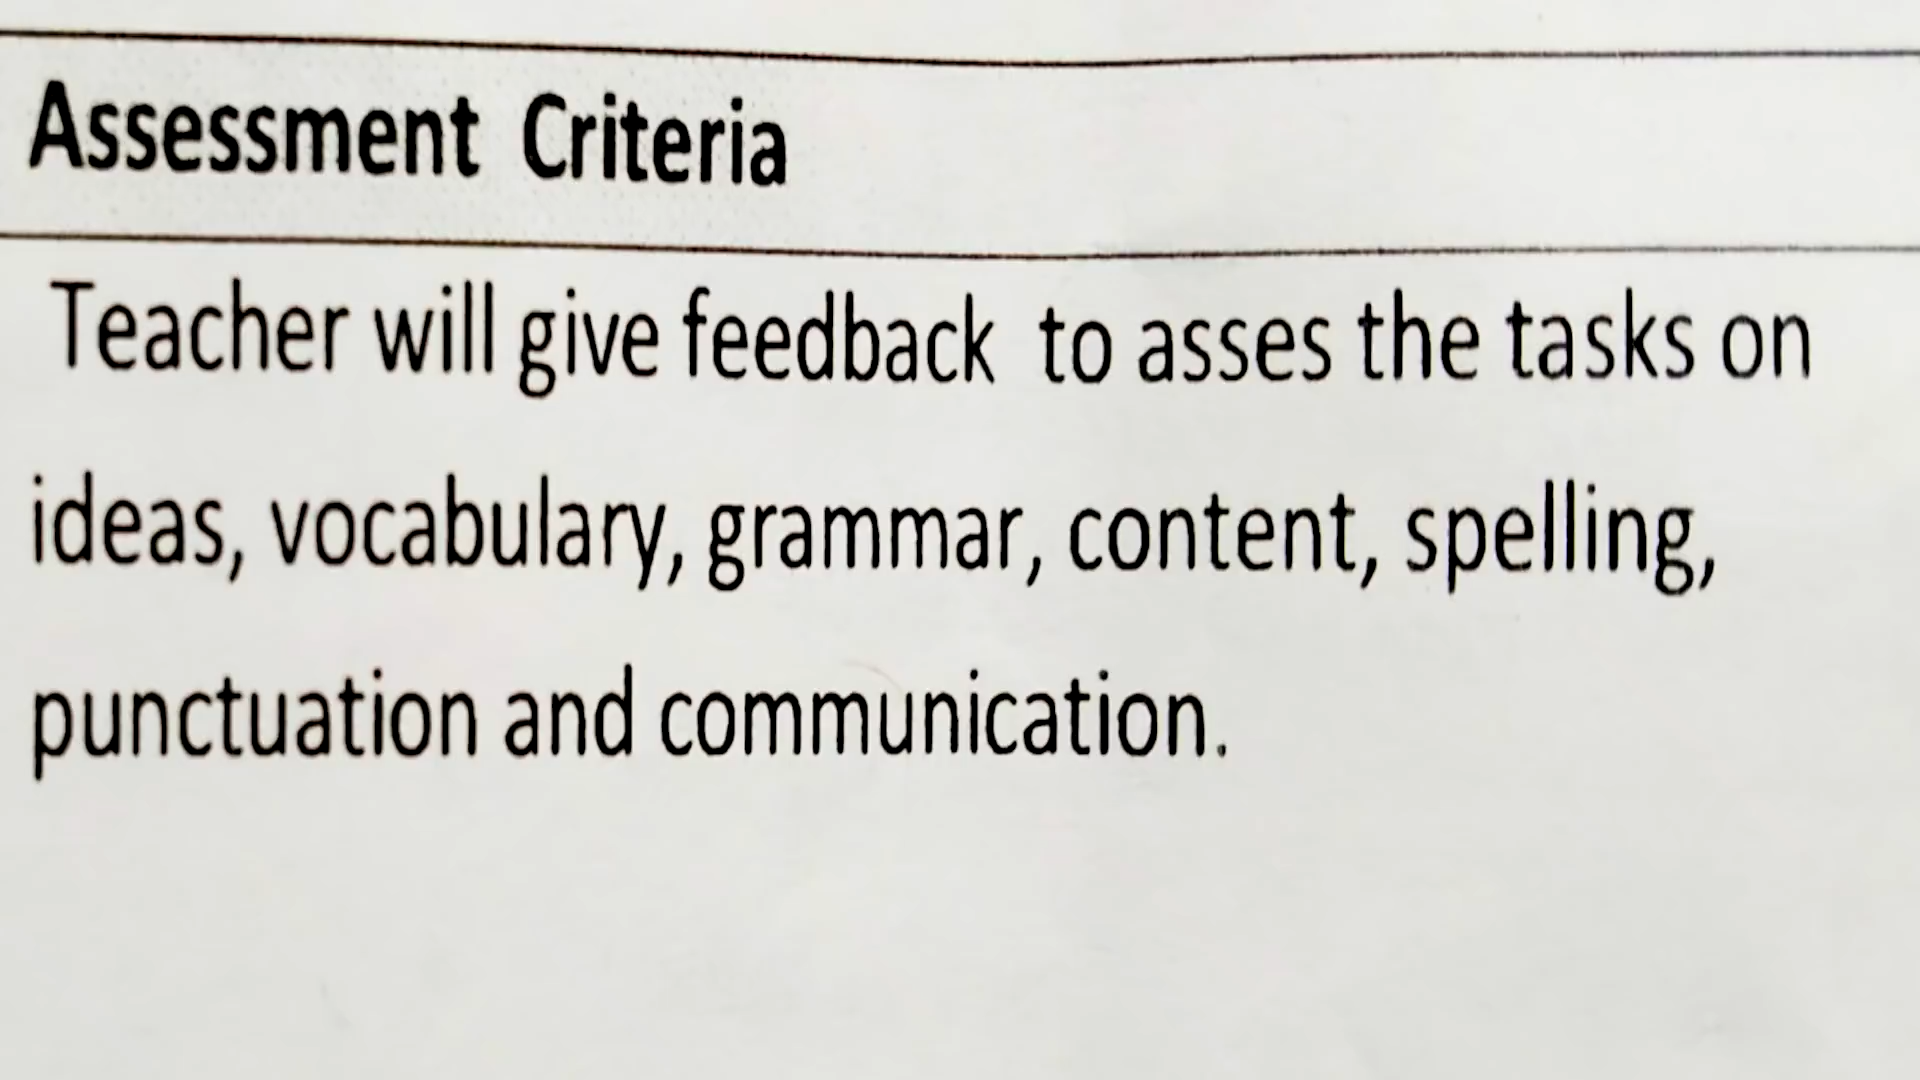 Assessment Criteria
Teacher will give feedback to asses the tasks on
ideas, vocabulary, grammar, content, spelling,
punctuation and communication.